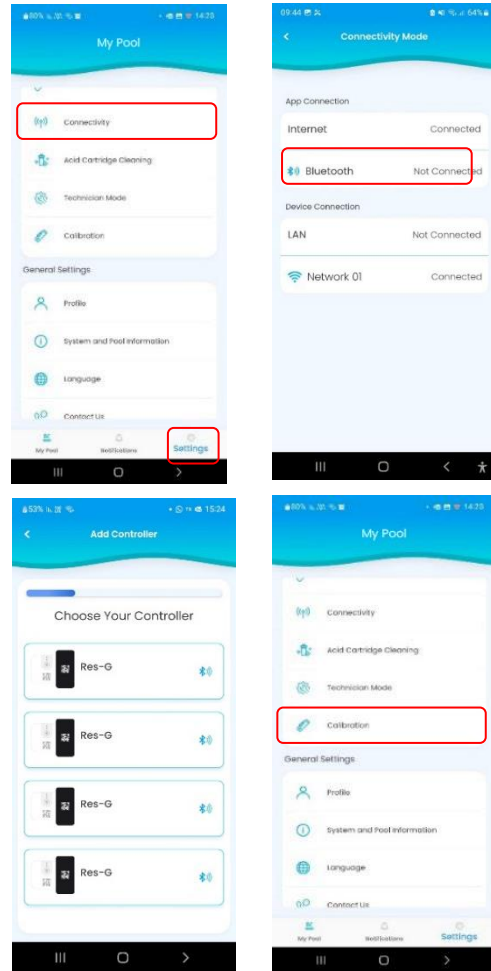 80% 14:23
My Pool
Connectivity
Acid Cartridge Cleaning
Technician Mode
Calibration
General Settings
Profile
System and Pool Information
Language
Contact Us
My Pool Notifications Settings
09:44 64%
Connectivity Mode
App Connection
Internet Connected
Bluetooth Not Connected
Device Connection
LAN Not Connected
Network 01 Connected
53% 15:24
Add Controller
Choose Your Controller
Res-G
Res-G
Res-G
Res-G
80% 14:23
My Pool
Connectivity
Acid Cartridge Cleaning
Technician Mode
Calibration
General Settings
Profile
System and Pool Information
Language
Contact Us
My Pool Notifications Settings